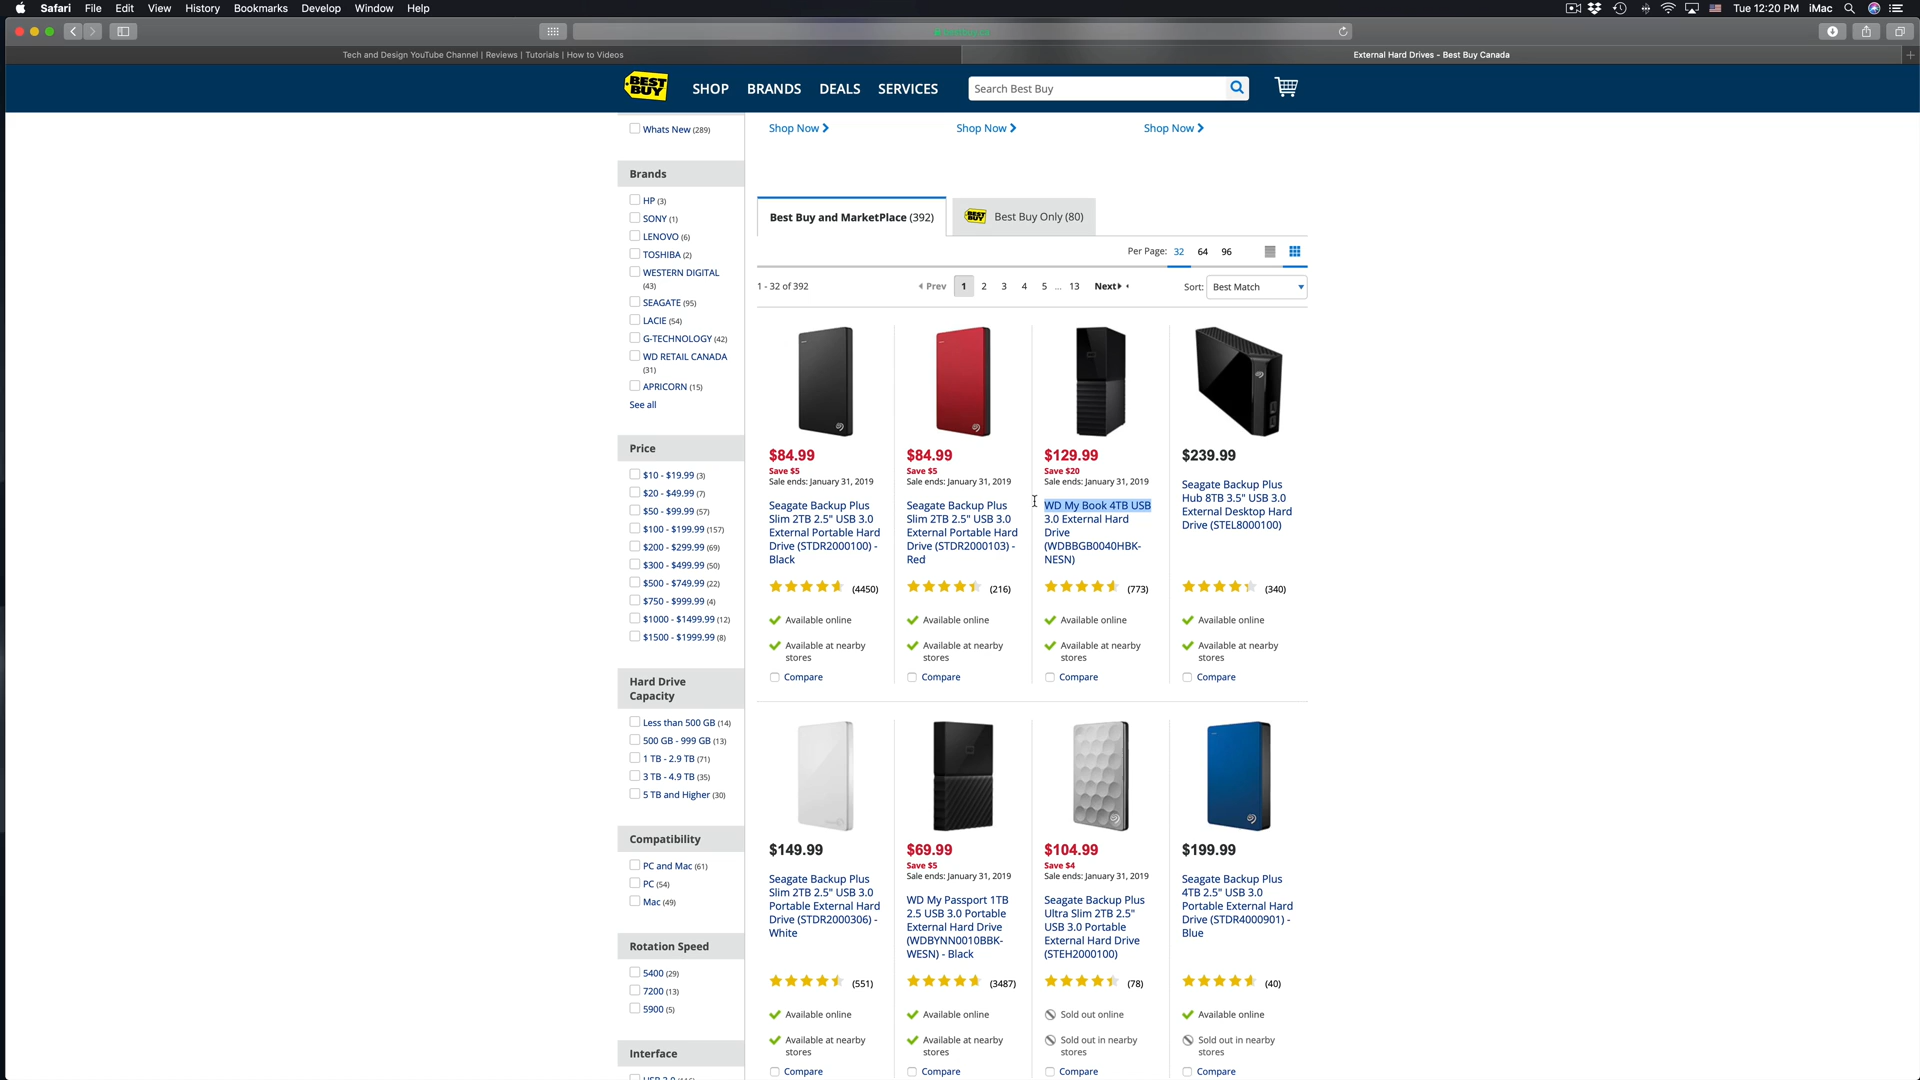 Safari File Edit View History Bookmarks Develop Window Help
Tue 12:20 PM iMac
Tech and Design YouTube Channel | Reviews | Tutorials | How to Videos
External Hard Drives - Best Buy Canada
BEST BUY
SHOP BRANDS DEALS SERVICES
Search Best Buy
Whats New (289)
Brands
HP (3)
SONY (1)
LENOVO (6)
TOSHIBA (2)
WESTERN DIGITAL
(43)
SEAGATE (95)
LACIE (54)
G-TECHNOLOGY (42)
WD RETAIL CANADA
(31)
APRICORN (15)
See all
Price
$10 - $19.99 (3)
$20 - $49.99 (7)
$50 - $99.99 (57)
$100 - $199.99 (157)
$200 - $299.99 (69)
$300 - $499.99 (50)
$500 - $749.99 (22)
$750 - $999.99 (4)
$1000 - $1499.99 (12)
$1500 - $1999.99 (8)
Hard Drive
Capacity
Less than 500 GB (14)
500 GB - 999 GB (13)
1 TB - 2.9 TB (71)
3 TB - 4.9 TB (35)
5 TB and Higher (30)
Compatibility
PC and Mac (61)
PC (54)
Mac (49)
Rotation Speed
5400 (29)
7200 (13)
5900 (5)
Interface
Shop Now Shop Now Shop Now
Best Buy and MarketPlace (392)
BEST BUY Best Buy Only (80)
Per Page: 32 64 96
1 - 32 of 392
Prev 1 2 3 4 5 ... 13 Next
Sort: Best Match
$84.99
Save $5
Sale ends: January 31, 2019
Seagate Backup Plus
Slim 2TB 2.5" USB 3.0
External Portable Hard
Drive (STDR2000100) -
Black
(4450)
Available online
Available at nearby
stores
Compare
$84.99
Save $5
Sale ends: January 31, 2019
Seagate Backup Plus
Slim 2TB 2.5" USB 3.0
External Portable Hard
Drive (STDR2000103) -
Red
(216)
Available online
Available at nearby
stores
Compare
$129.99
Save $20
Sale ends: January 31, 2019
WD My Book 4TB USB
3.0 External Hard
Drive
(WDBBGB0040HBK-
NESN)
(773)
Available online
Available at nearby
stores
Compare
$239.99
Seagate Backup Plus
Hub 8TB 3.5" USB 3.0
External Desktop Hard
Drive (STEL8000100)
(340)
Available online
Available at nearby
stores
Compare
$149.99
Seagate Backup Plus
Slim 2TB 2.5" USB 3.0
Portable External Hard
Drive (STDR2000306) -
White
(551)
Available online
Available at nearby
stores
Compare
$69.99
Save $5
Sale ends: January 31, 2019
WD My Passport 1TB
2.5 USB 3.0 Portable
External Hard Drive
(WDBYNN0010BBK-
WESN) - Black
(3487)
Available online
Available at nearby
stores
Compare
$104.99
Save $4
Sale ends: January 31, 2019
Seagate Backup Plus
Ultra Slim 2TB 2.5"
USB 3.0 Portable
External Hard Drive
(STEH2000100)
(78)
Sold out online
Sold out in nearby
stores
Compare
$199.99
Seagate Backup Plus
4TB 2.5" USB 3.0
Portable External Hard
Drive (STDR4000901) -
Blue
(40)
Available online
Sold out in nearby
stores
Compare